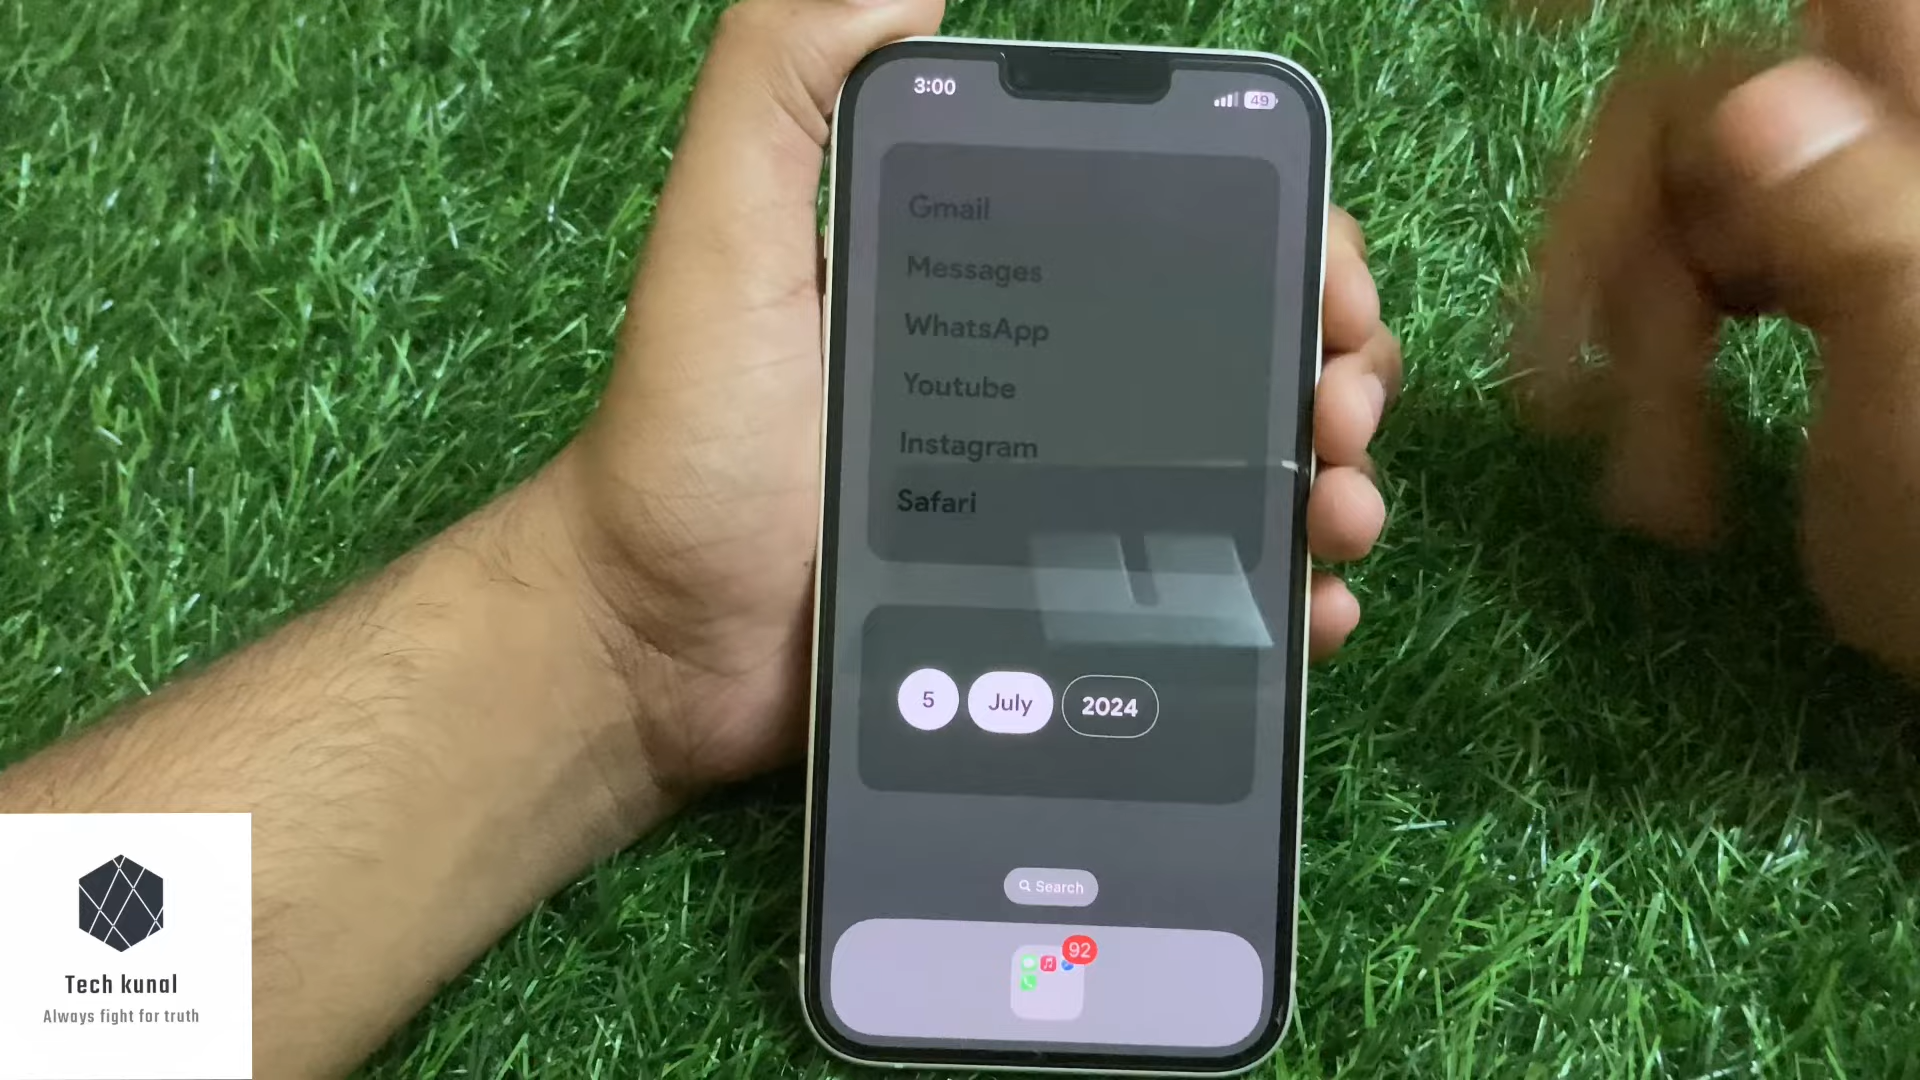 3:00
49
Gmail
Messages
WhatsApp
Youtube
Instagram
Safari
5 July 2024
Search
92
Tech kunal
Always fight for truth